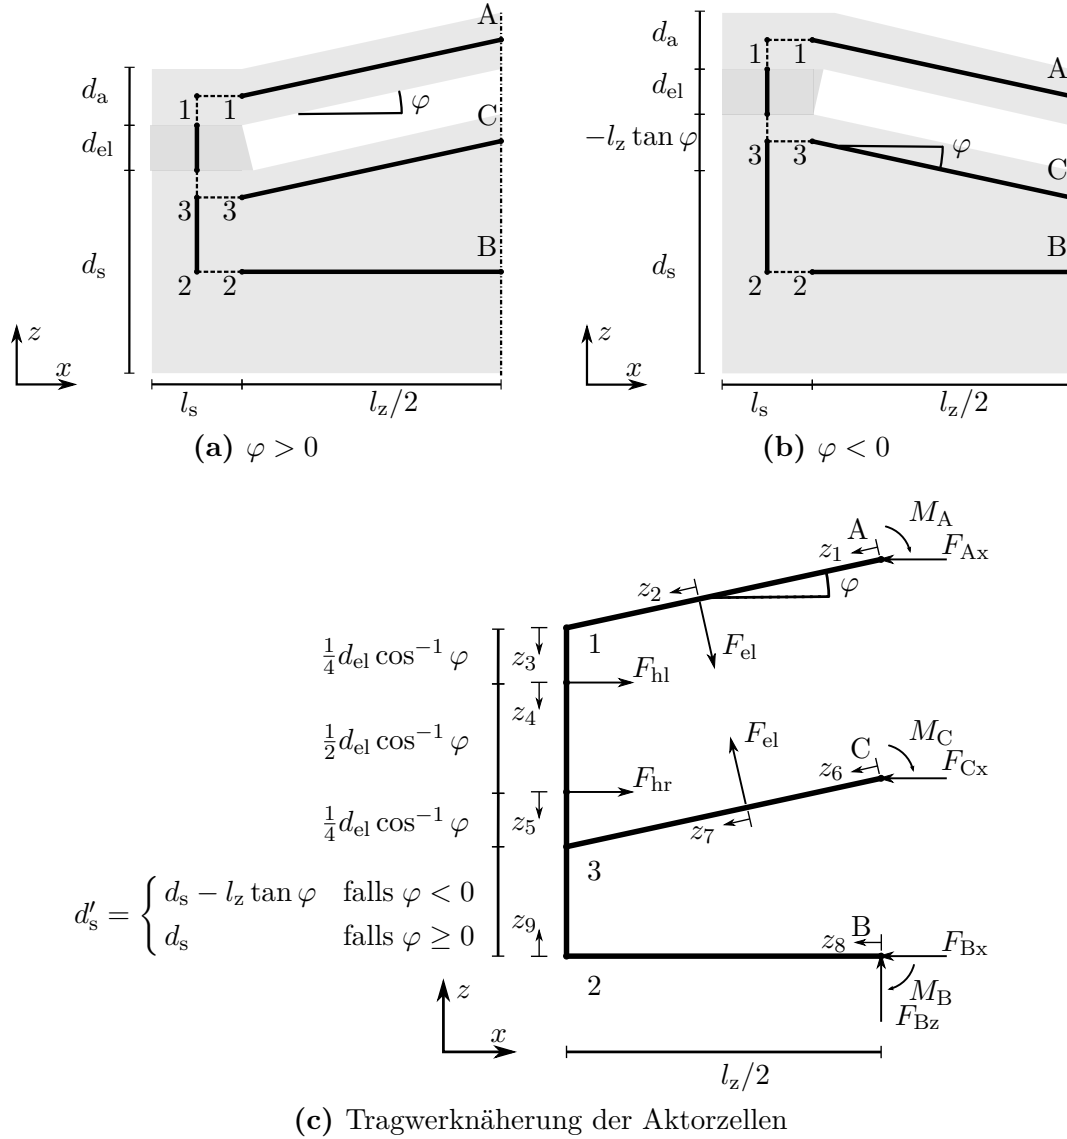 A
d_a
1 1
φ
C
d_el
3 3
B
d_s
2 2
z
x
l_s
l_z/2
(a) φ > 0
d_a
1 1
A
d_el
−l_z tan φ
φ
3 3
C
B
d_s
2 2
z
x
l_s
l_z/2
(b) φ < 0
A
M_A
F_Ax
z_1
z_2
φ
1
F_el
1/4 d_el cos⁻¹ φ
z_3
F_hl
z_4
1/2 d_el cos⁻¹ φ
F_el
C
M_C
F_Cx
z_6
F_hr
z_5
z_7
1/4 d_el cos⁻¹ φ
3
d′_s = { d_s − l_z tan φ falls φ < 0
d_s falls φ ≥ 0
z_9
B
z_8
F_Bx
2
M_B
F_Bz
z
x
l_z/2
(c) Tragwerknäherung der Aktorzellen